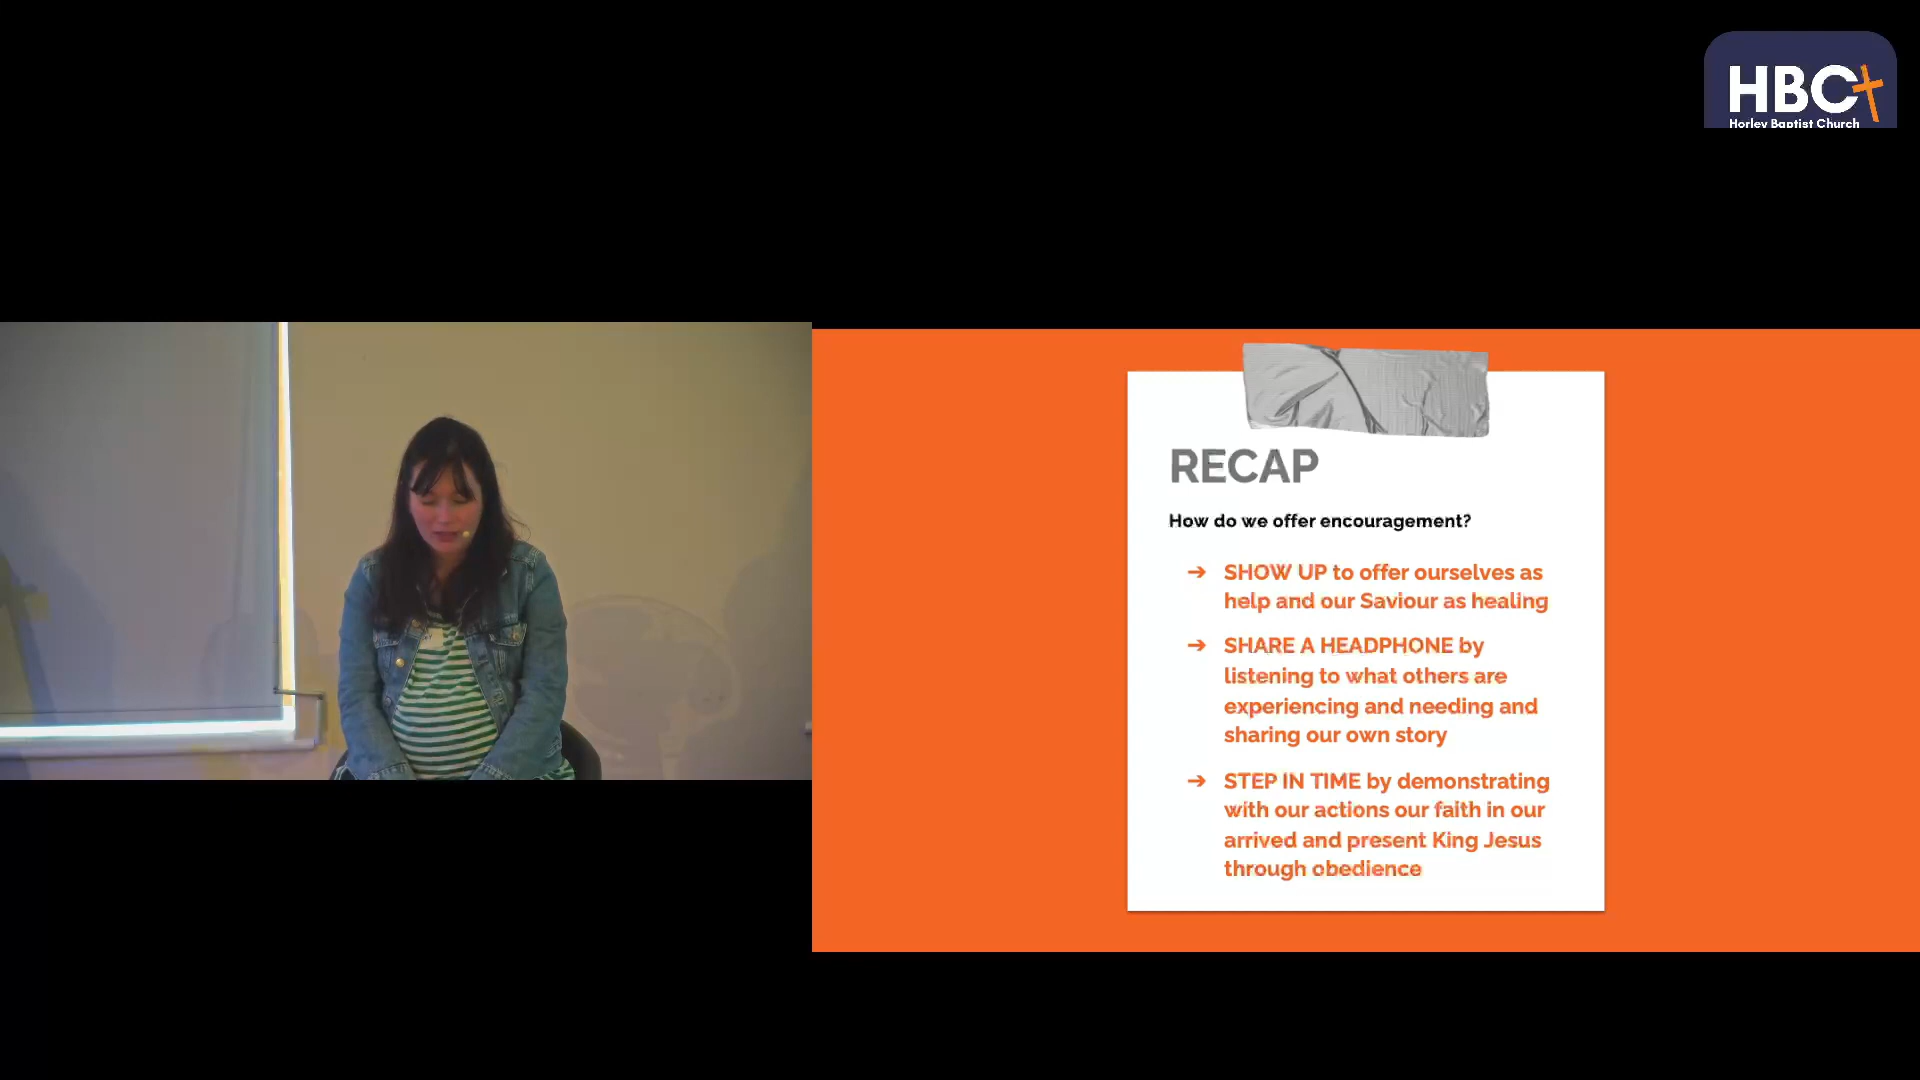 HBC
Horley Baptist Church
RECAP
How do we offer encouragement?
➔ SHOW UP to offer ourselves as
help and our Saviour as healing
➔ SHARE A HEADPHONE by
listening to what others are
experiencing and needing and
sharing our own story
➔ STEP IN TIME by demonstrating
with our actions our faith in our
arrived and present King Jesus
through obedience